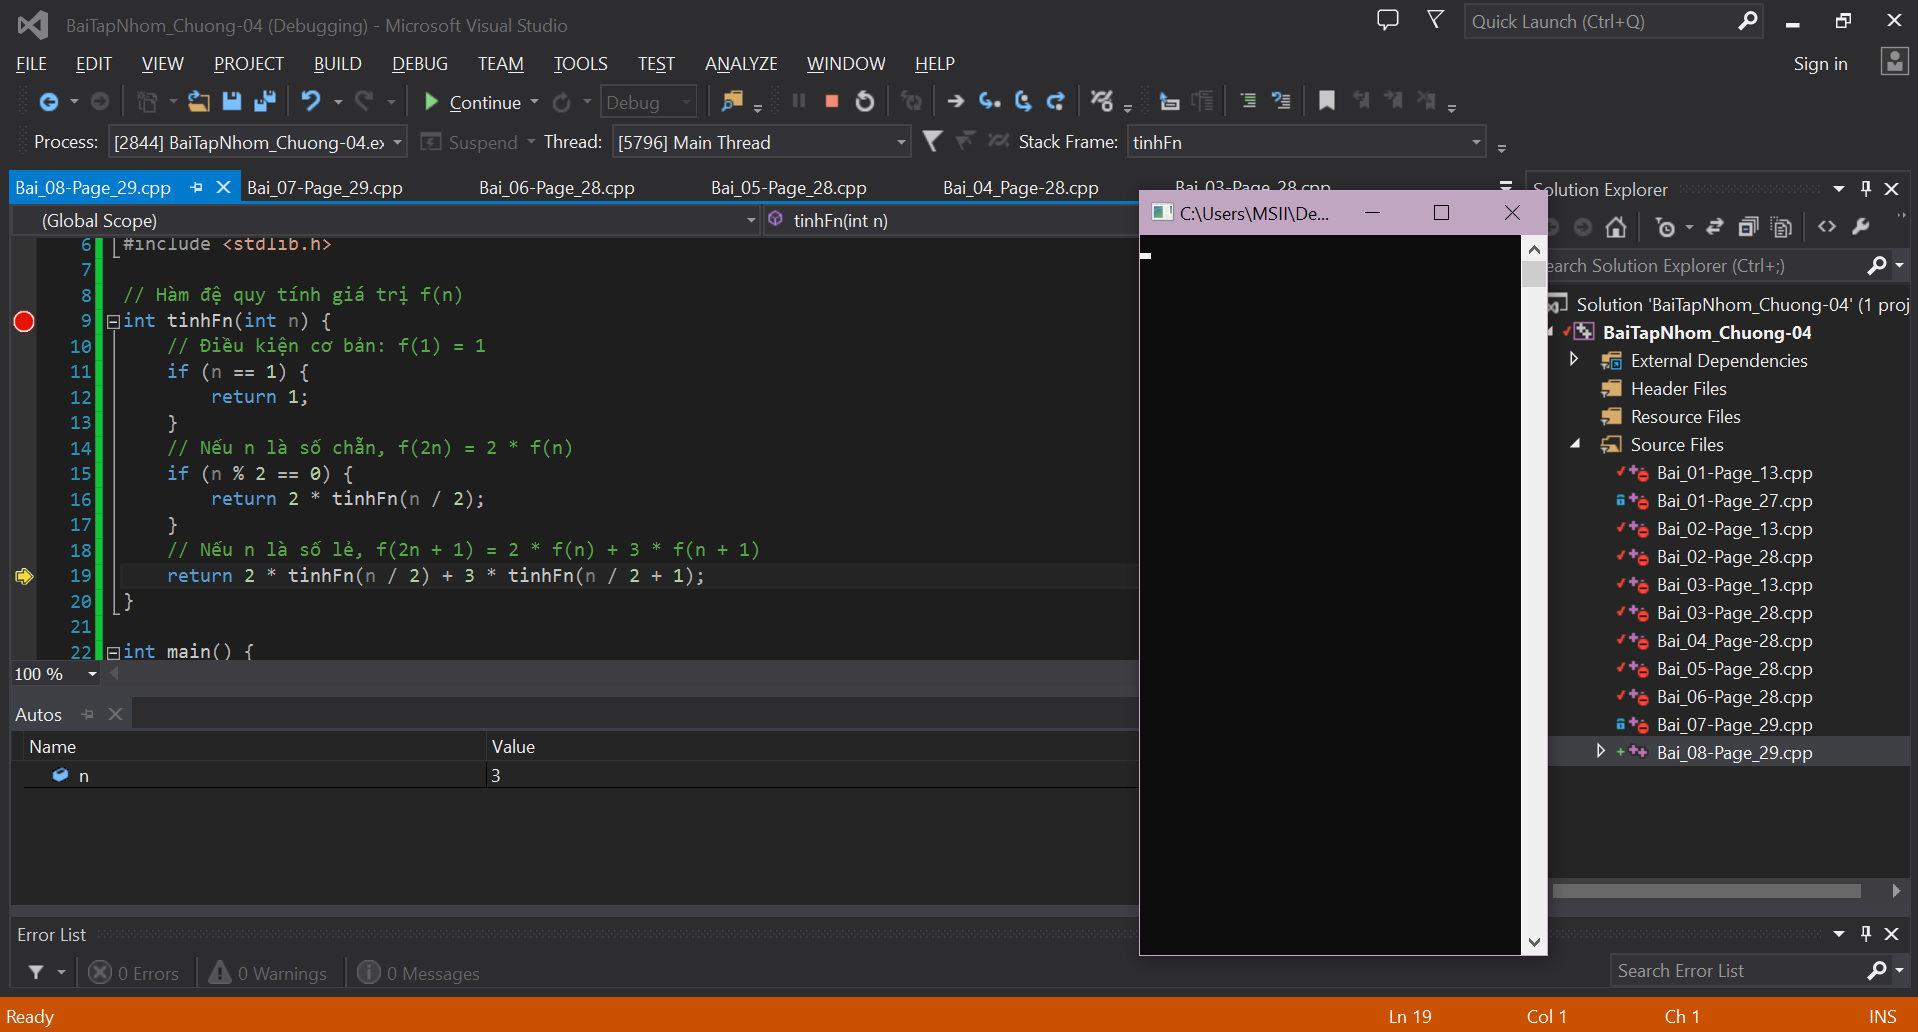 BaiTapNhom_Chuong-04 (Debugging) - Microsoft Visual Studio
Quick Launch (Ctrl+Q)
FILE EDIT VIEW PROJECT BUILD DEBUG TEAM TOOLS TEST ANALYZE WINDOW HELP
Sign in
Continue Debug
Process: [2844] BaiTapNhom_Chuong-04.ex Suspend Thread: [5796] Main Thread Stack Frame: tinhFn
Bai_08-Page_29.cpp Bai_07-Page_29.cpp Bai_06-Page_28.cpp Bai_05-Page_28.cpp Bai_04_Page-28.cpp Bai_03-Page_28.cpp
(Global Scope) tinhFn(int n)
6 #include <stdlib.h>
7
8 // Hàm đệ quy tính giá trị f(n)
9 int tinhFn(int n) {
10 // Điều kiện cơ bản: f(1) = 1
11 if (n == 1) {
12 return 1;
13 }
14 // Nếu n là số chẵn, f(2n) = 2 * f(n)
15 if (n % 2 == 0) {
16 return 2 * tinhFn(n / 2);
17 }
18 // Nếu n là số lẻ, f(2n + 1) = 2 * f(n) + 3 * f(n + 1)
19 return 2 * tinhFn(n / 2) + 3 * tinhFn(n / 2 + 1);
20 }
21
22 int main() {
100 %
Autos
Name Value
n 3
Error List
0 Errors 0 Warnings 0 Messages
Search Error List
C:\Users\MSII\De...
Solution Explorer
earch Solution Explorer (Ctrl+;)
Solution 'BaiTapNhom_Chuong-04' (1 proj
BaiTapNhom_Chuong-04
External Dependencies
Header Files
Resource Files
Source Files
Bai_01-Page_13.cpp
Bai_01-Page_27.cpp
Bai_02-Page_13.cpp
Bai_02-Page_28.cpp
Bai_03-Page_13.cpp
Bai_03-Page_28.cpp
Bai_04_Page-28.cpp
Bai_05-Page_28.cpp
Bai_06-Page_28.cpp
Bai_07-Page_29.cpp
Bai_08-Page_29.cpp
Ready Ln 19 Col 1 Ch 1 INS